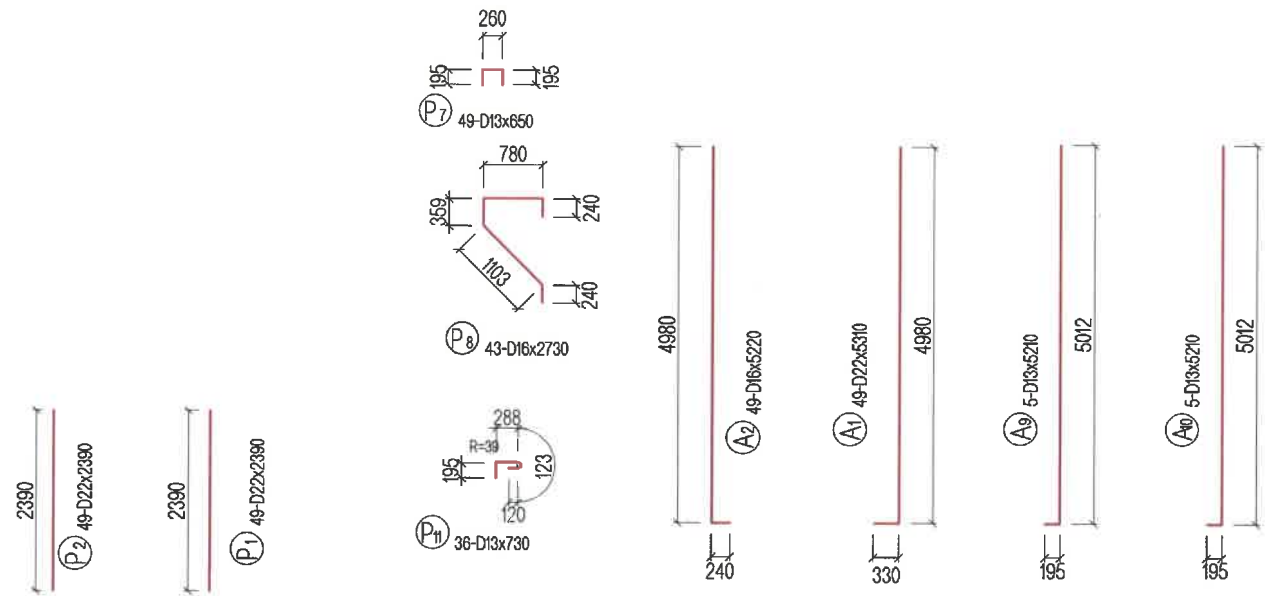 260
195
195
P7
49-D13x650
780
359
240
1103
240
P8
43-D16x2730
288
R=39
195
123
120
P11
36-D13x730
2390
P2
49-D22x2390
2390
P1
49-D22x2390
4980
A2
49-D16x5220
240
A1
49-D22x5310
4980
330
A9
5-D13x5210
5012
195
A10
5-D13x5210
5012
195